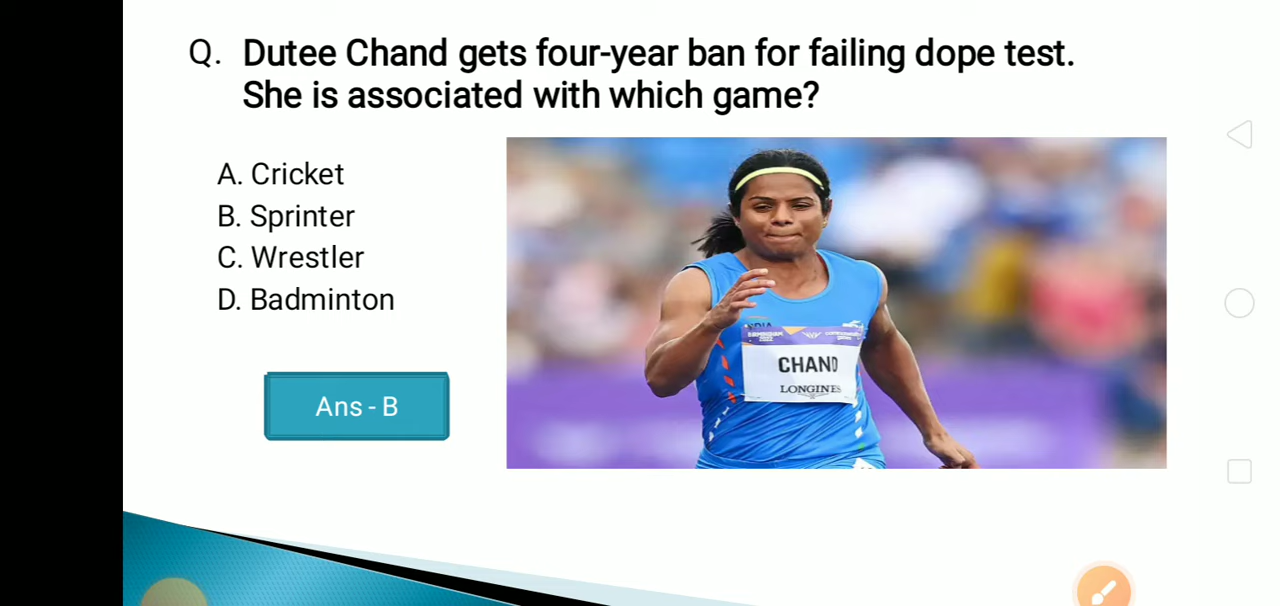 Q. Dutee Chand gets four-year ban for failing dope test.
She is associated with which game?
A. Cricket
B. Sprinter
C. Wrestler
D. Badminton
Ans - B
CHAND
LONGINES